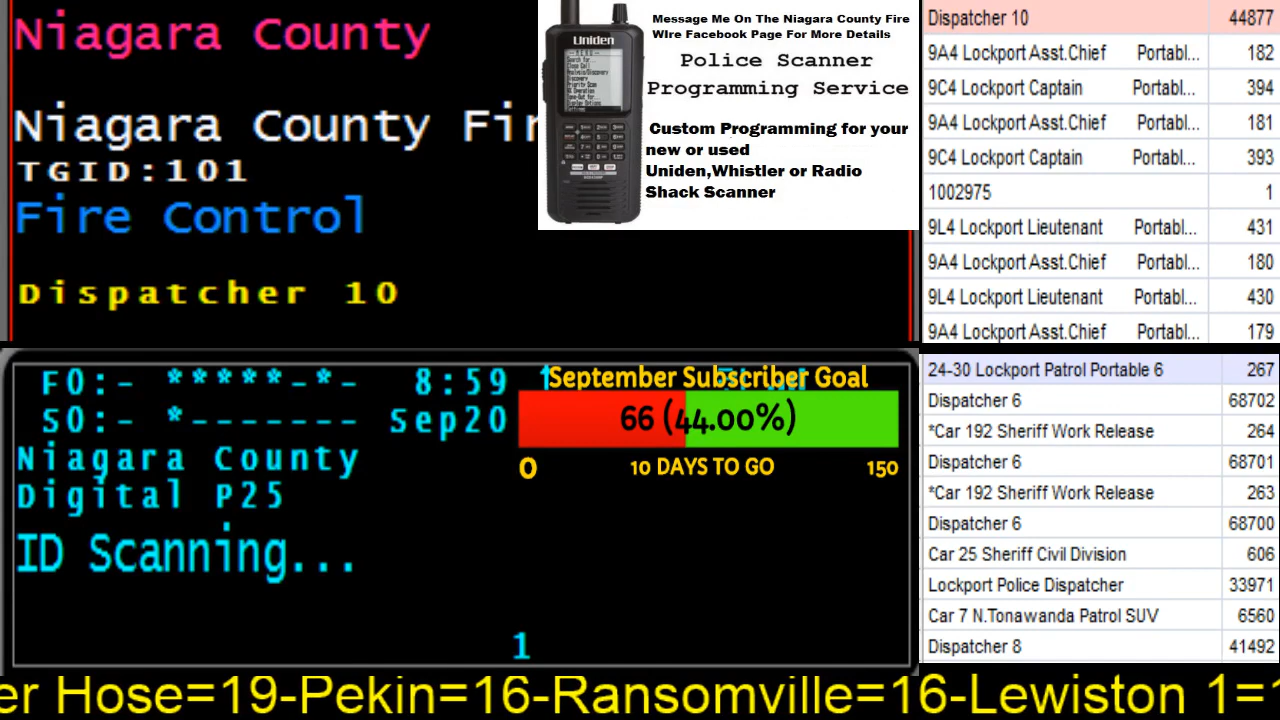 Niagara County
Niagara County Fir
TGID:101
Fire Control
Dispatcher 10
Uniden
Message Me On The Niagara County Fire
WIre Facebook Page For More Details
Police Scanner
Programming Service
Custom Programming for your
new or used
Uniden,Whistler or Radio
Shack Scanner
Dispatcher 10 44877
9A4 Lockport Asst.Chief Portabl... 182
9C4 Lockport Captain Portabl... 394
9A4 Lockport Asst.Chief Portabl... 181
9C4 Lockport Captain Portabl... 393
1002975 1
9L4 Lockport Lieutenant Portabl... 431
9A4 Lockport Asst.Chief Portabl... 180
9L4 Lockport Lieutenant Portabl... 430
9A4 Lockport Asst.Chief Portabl... 179
F0:- *****-*- 8:59
S0:- *------- Sep20
Niagara County
Digital P25
ID Scanning...
1
September Subscriber Goal
66 (44.00%)
0 10 DAYS TO GO 150
24-30 Lockport Patrol Portable 6 267
Dispatcher 6 68702
*Car 192 Sheriff Work Release 264
Dispatcher 6 68701
*Car 192 Sheriff Work Release 263
Dispatcher 6 68700
Car 25 Sheriff Civil Division 606
Lockport Police Dispatcher 33971
Car 7 N.Tonawanda Patrol SUV 6560
Dispatcher 8 41492
er Hose=19-Pekin=16-Ransomville=16-Lewiston 1=